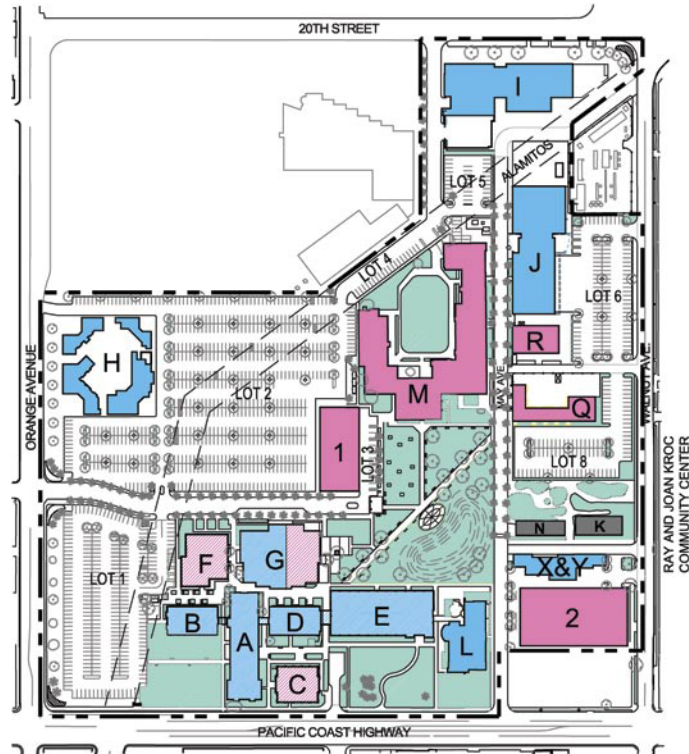 20TH STREET
I
ALAMITOS
LOT 5
LOT 4
J
LOT 6
R
H
ORANGE AVENUE
LOT 2
M
MAY AVE.
WALNUT AVE.
Q
1
LOT 3
LOT 8
RAY AND JOAN KROC
COMMUNITY CENTER
N
K
F
G
X&Y
LOT 1
B
A
D
E
2
L
C
PACIFIC COAST HIGHWAY